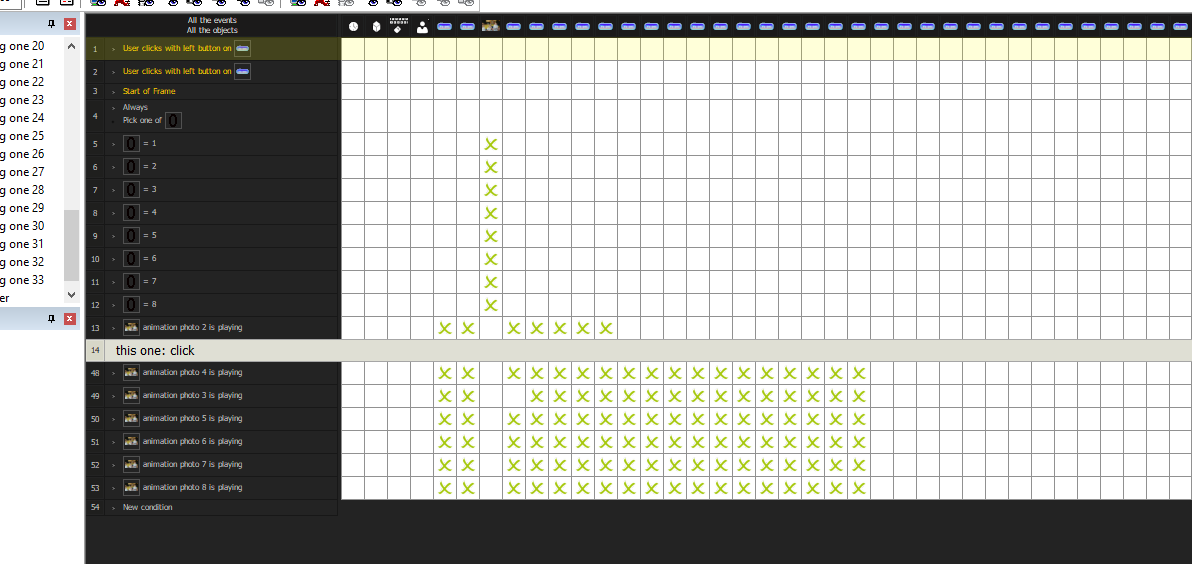 g one 20
g one 21
g one 22
g one 23
g one 24
g one 25
g one 26
g one 27
g one 28
g one 29
g one 30
g one 31
g one 32
g one 33
er
All the events
All the objects
1 > User clicks with left button on
2 > User clicks with left button on
3 > Start of Frame
4 > Always
Pick one of 0
5 > 0 = 1
6 > 0 = 2
7 > 0 = 3
8 > 0 = 4
9 > 0 = 5
10 > 0 = 6
11 > 0 = 7
12 > 0 = 8
13 > animation photo 2 is playing
14 this one: click
48 > animation photo 4 is playing
49 > animation photo 3 is playing
50 > animation photo 5 is playing
51 > animation photo 6 is playing
52 > animation photo 7 is playing
53 > animation photo 8 is playing
54 > New condition